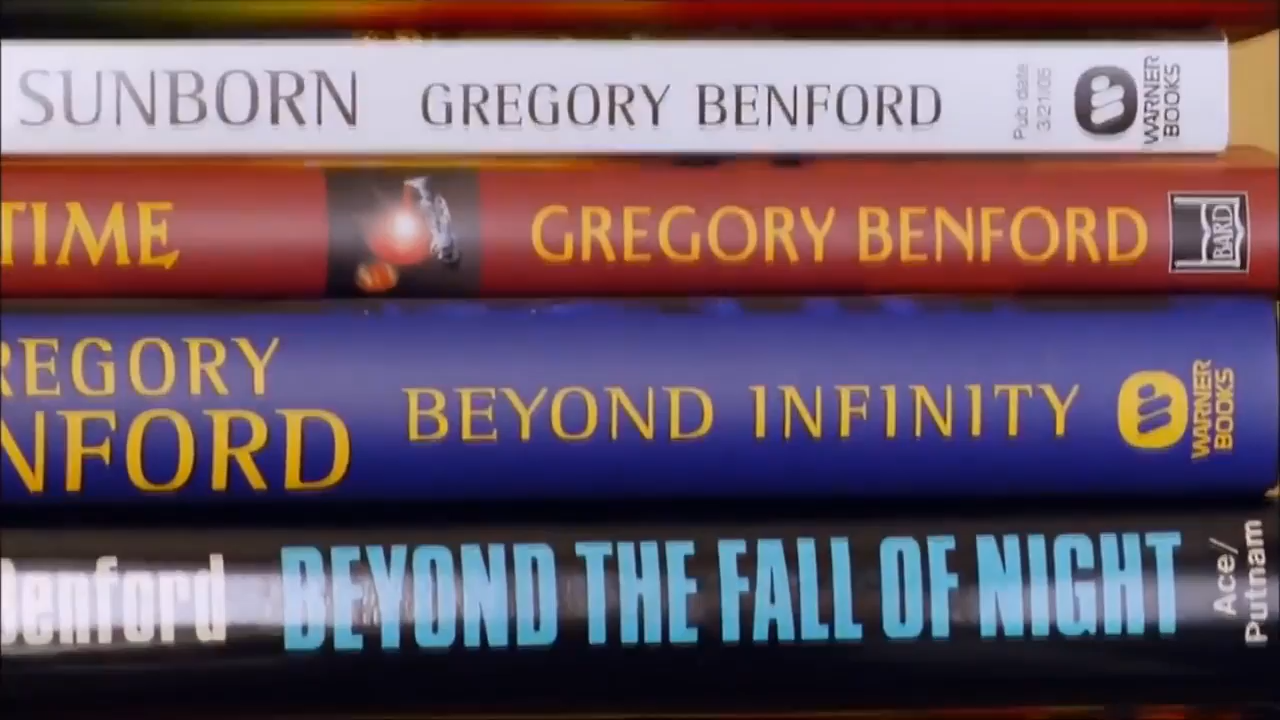 SUNBORN GREGORY BENFORD Pub date
3/21/05 WARNER
BOOKS
TIME GREGORY BENFORD BARD
REGORY
NFORD BEYOND INFINITY WARNER
BOOKS
Benford BEYOND THE FALL OF NIGHT Ace/
Putnam